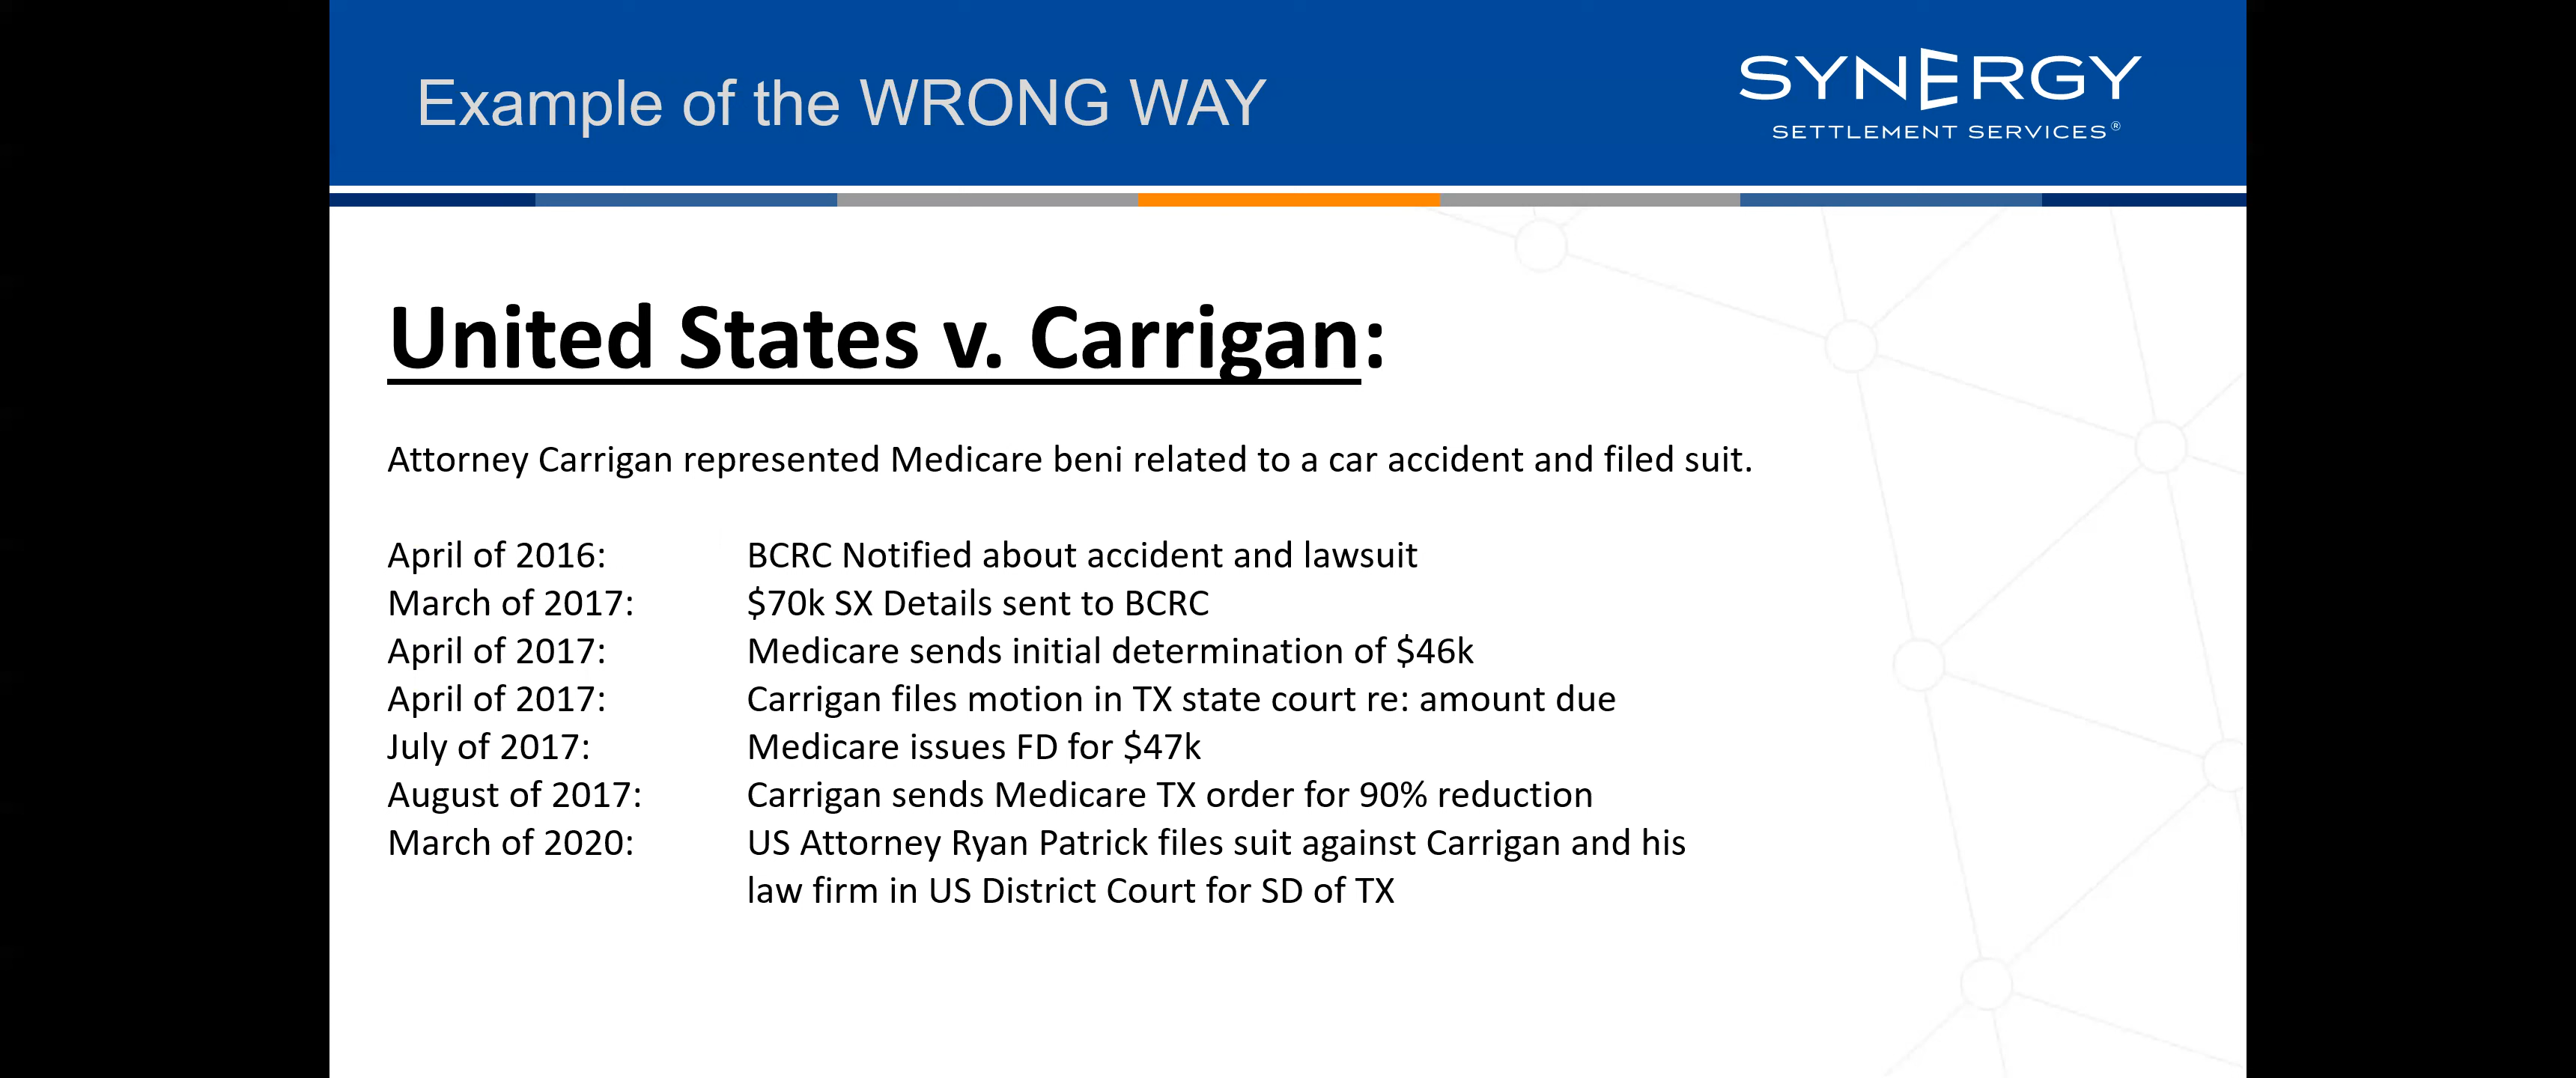 Example of the WRONG WAY
SYNERGY
SETTLEMENT SERVICES®
United States v. Carrigan:
Attorney Carrigan represented Medicare beni related to a car accident and filed suit.
April of 2016: BCRC Notified about accident and lawsuit
March of 2017: $70k SX Details sent to BCRC
April of 2017: Medicare sends initial determination of $46k
April of 2017: Carrigan files motion in TX state court re: amount due
July of 2017: Medicare issues FD for $47k
August of 2017: Carrigan sends Medicare TX order for 90% reduction
March of 2020: US Attorney Ryan Patrick files suit against Carrigan and his
law firm in US District Court for SD of TX